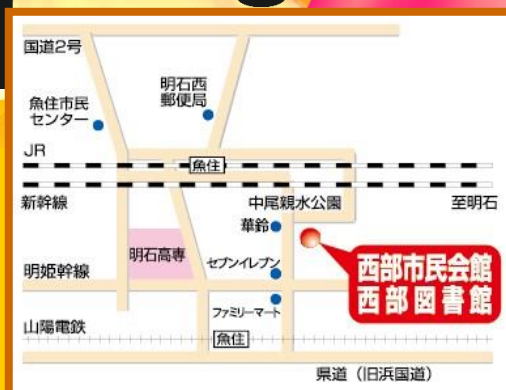 国道2号
明石西
郵便局
魚住市民
センター
JR
魚住
新幹線
中尾親水公園
至明石
華鈴
明石高専
セブンイレブン
西部市民会館
西部図書館
明姫幹線
ファミリーマート
山陽電鉄
魚住
県道（旧浜国道）